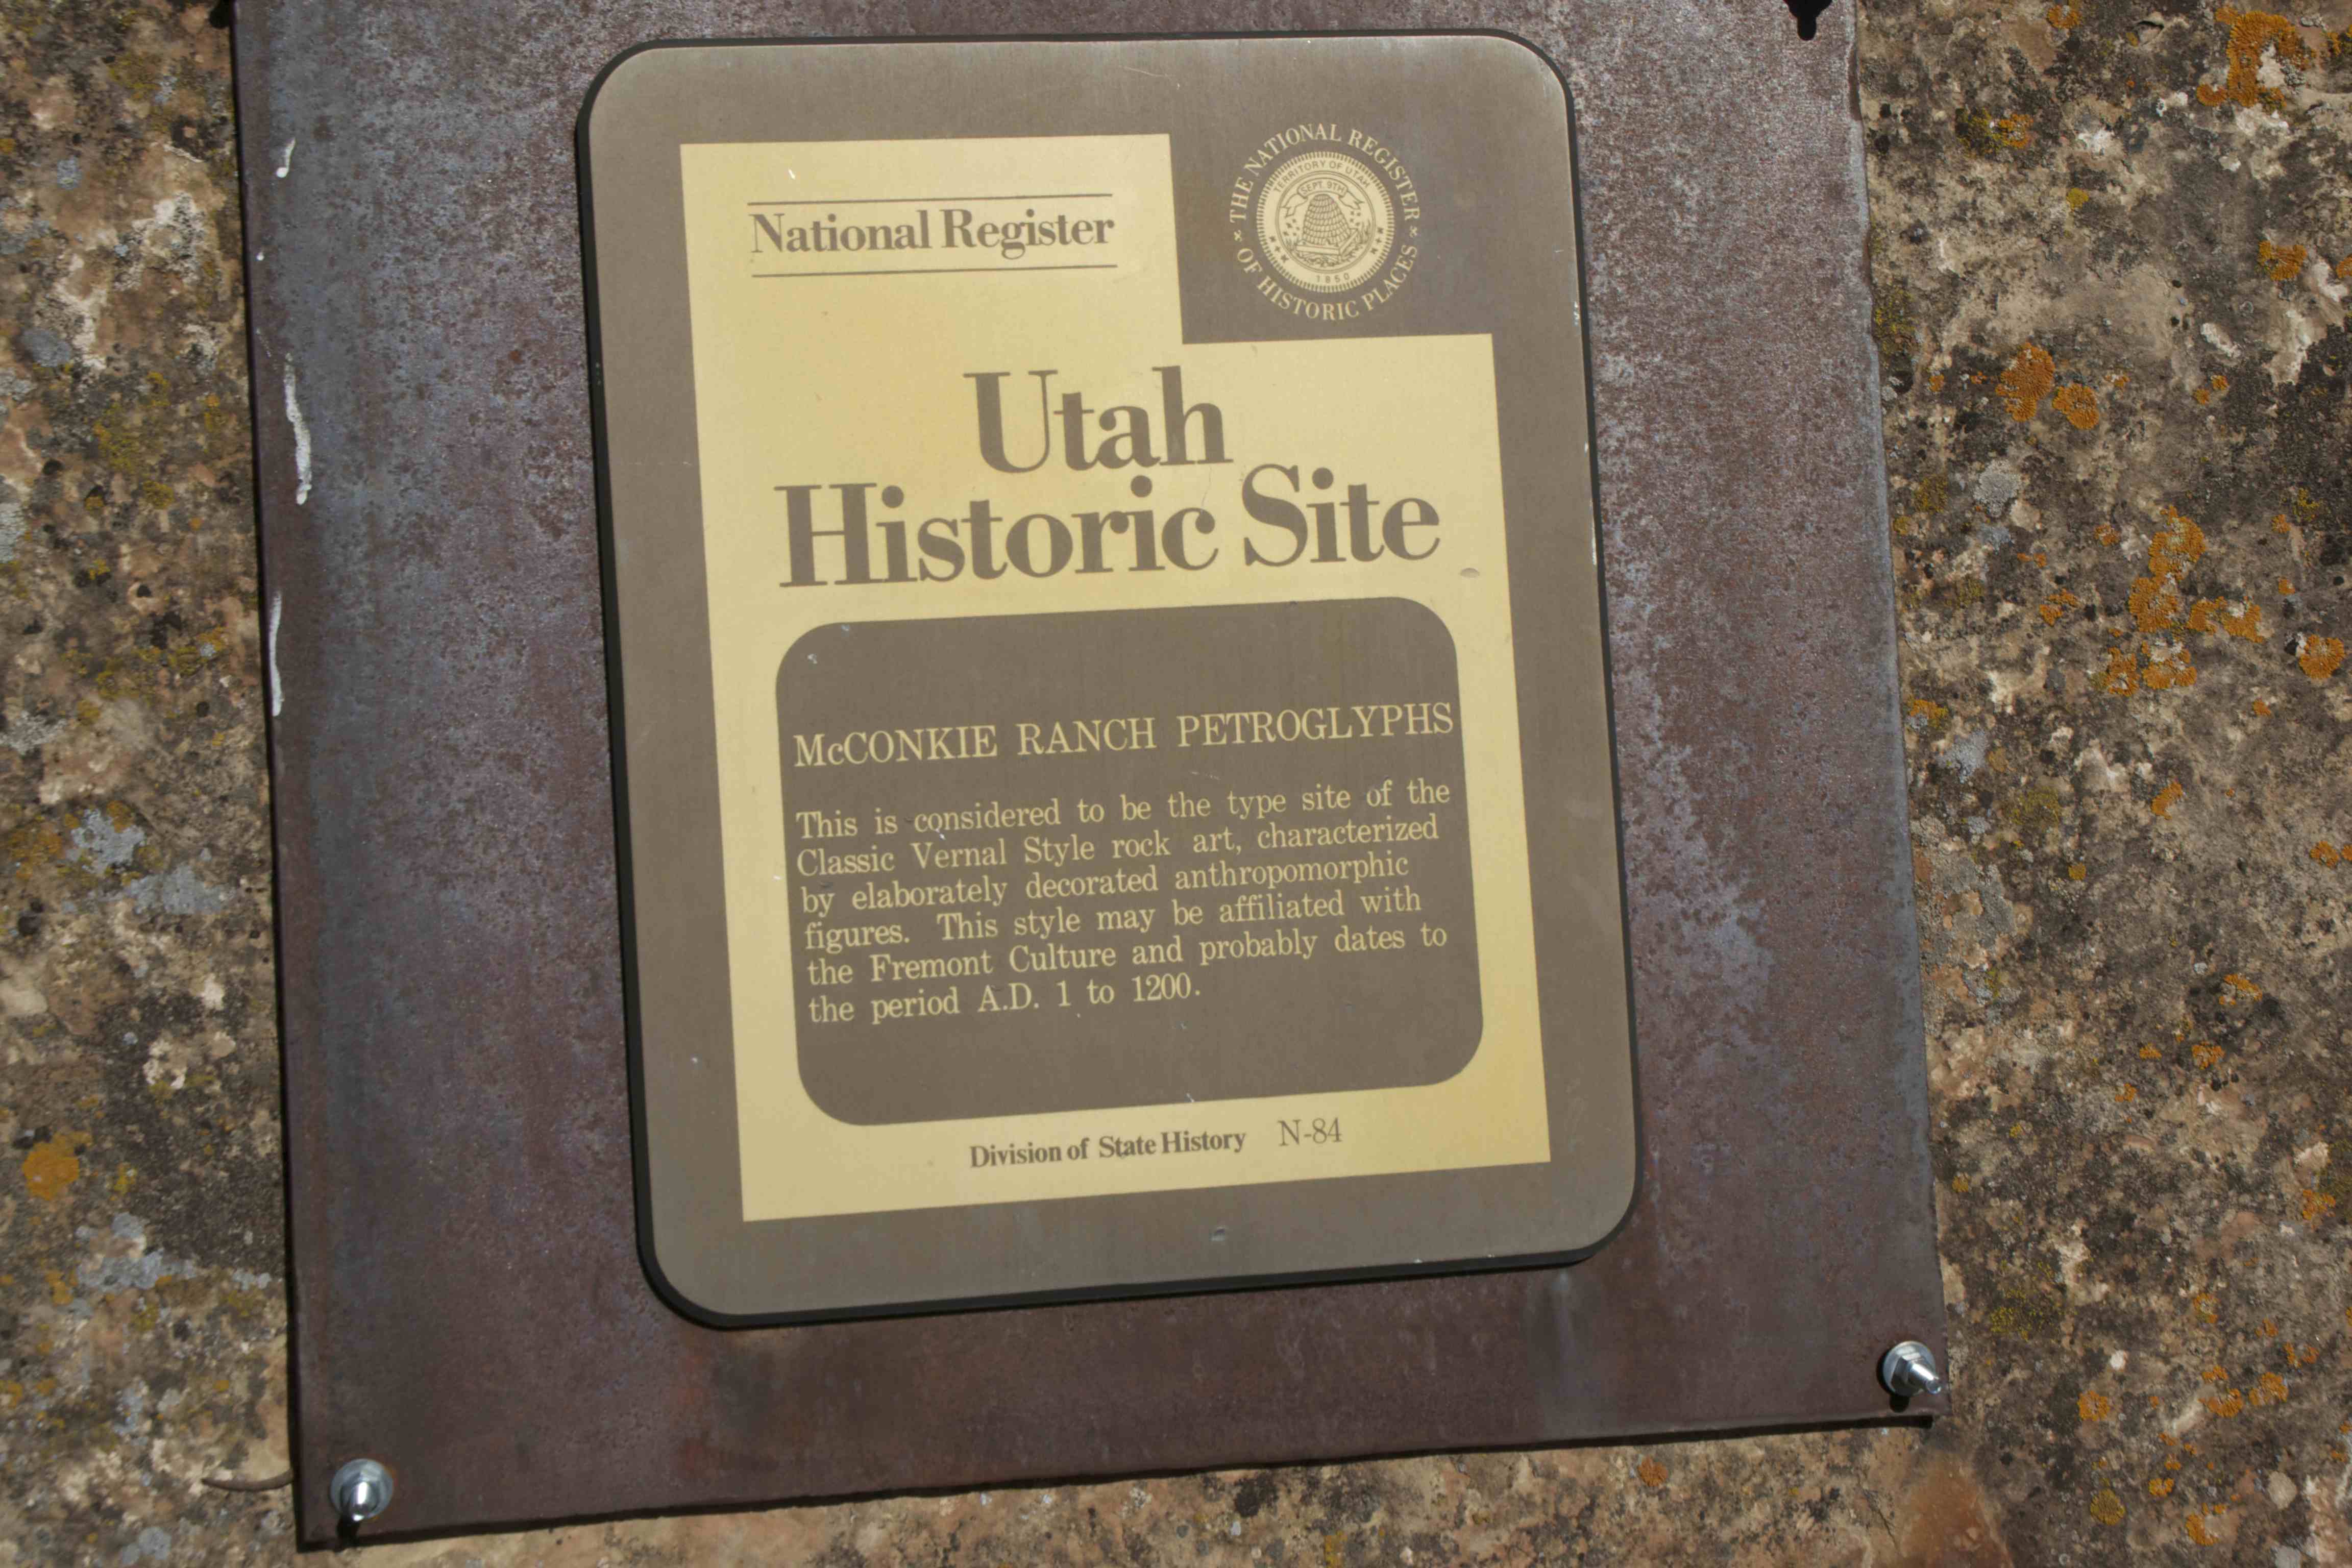 National Register
THE NATIONAL REGISTER
OF HISTORIC PLACES
TERRITORY OF UTAH
SEPT. 9TH
1850
Utah
Historic Site
McCONKIE RANCH PETROGLYPHS
This is considered to be the type site of the
Classic Vernal Style rock art, characterized
by elaborately decorated anthropomorphic
figures. This style may be affiliated with
the Fremont Culture and probably dates to
the period A.D. 1 to 1200.
Division of State History N-84